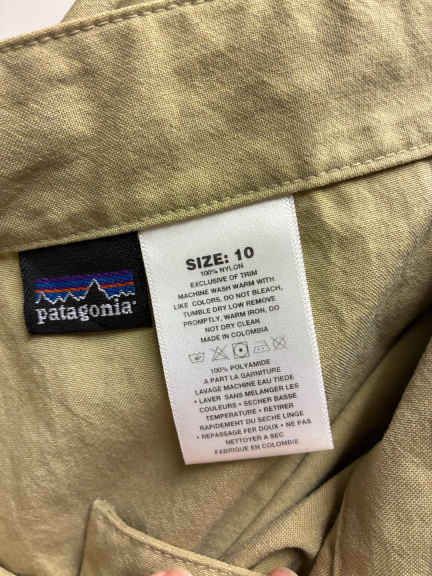 patagonia®
SIZE: 10
100% NYLON
EXCLUSIVE OF TRIM
MACHINE WASH WARM WITH
LIKE COLORS, DO NOT BLEACH,
TUMBLE DRY LOW REMOVE
PROMPTLY, WARM IRON, DO
NOT DRY CLEAN
MADE IN COLOMBIA
100% POLYAMIDE
A PART LA GARNITURE
LAVAGE MACHINE EAU TIEDE
• LAVER SANS MELANGER LES
COULEURS • SECHER BASSE
TEMPERATURE • RETIRER
RAPIDEMENT DU SECHE LINGE
• REPASSAGE FER DOUX • NE PAS
NETTOYER A SEC
FABRIQUE EN COLOMBIE